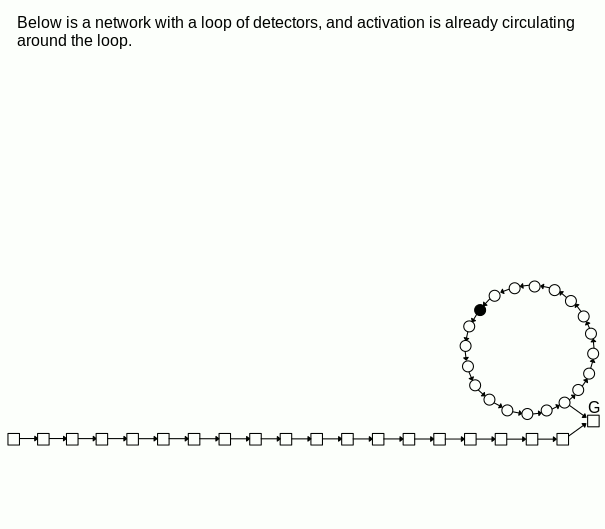 Below is a network with a loop of detectors, and activation is already circulating
around the loop.
G